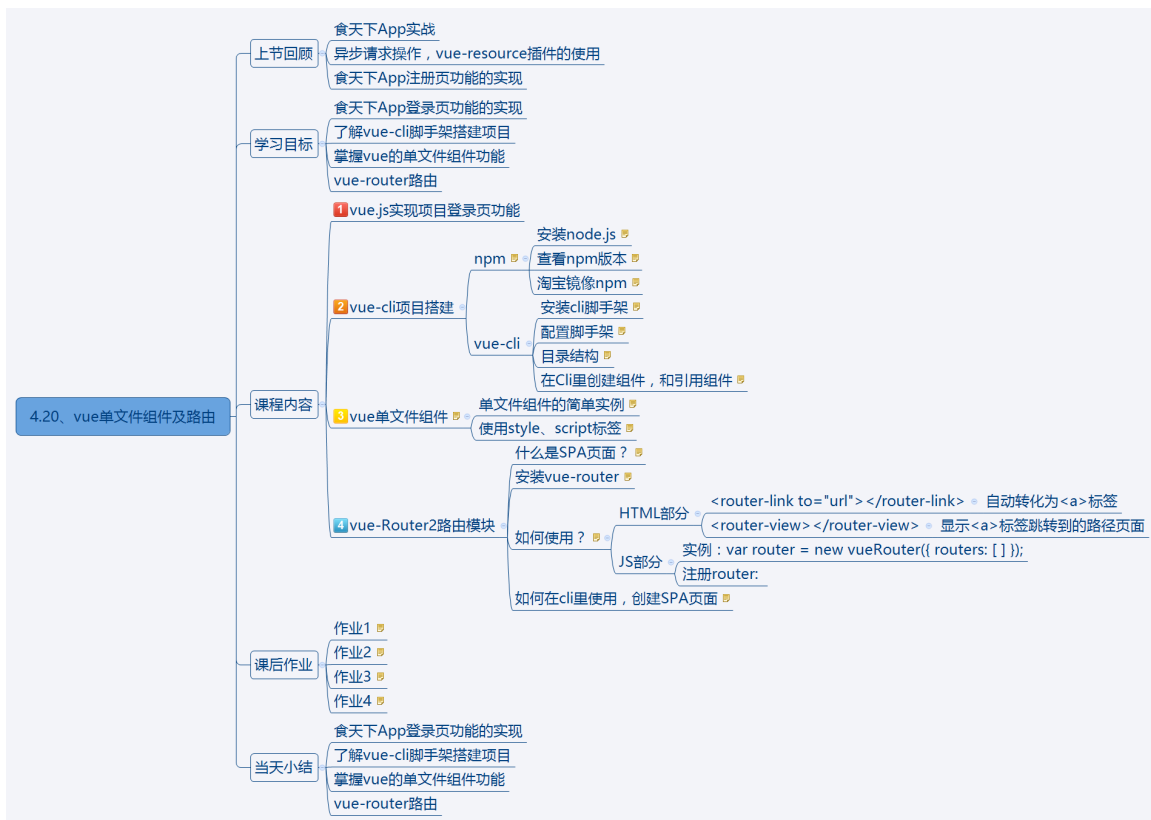 4.20、vue单文件组件及路由
上节回顾
食天下App实战
异步请求操作，vue-resource插件的使用
食天下App注册页功能的实现
学习目标
食天下App登录页功能的实现
了解vue-cli脚手架搭建项目
掌握vue的单文件组件功能
vue-router路由
课程内容
1 vue.js实现项目登录页功能
2 vue-cli项目搭建
npm
安装node.js
查看npm版本
淘宝镜像npm
vue-cli
安装cli脚手架
配置脚手架
目录结构
在Cli里创建组件，和引用组件
3 vue单文件组件
单文件组件的简单实例
使用style、script标签
4 vue-Router2路由模块
什么是SPA页面？
安装vue-router
如何使用？
HTML部分
<router-link to="url"></router-link>
自动转化为<a>标签
<router-view></router-view>
显示<a>标签跳转到的路径页面
JS部分
实例：var router = new vueRouter({ routers: [ ] });
注册router:
如何在cli里使用，创建SPA页面
课后作业
作业1
作业2
作业3
作业4
当天小结
食天下App登录页功能的实现
了解vue-cli脚手架搭建项目
掌握vue的单文件组件功能
vue-router路由